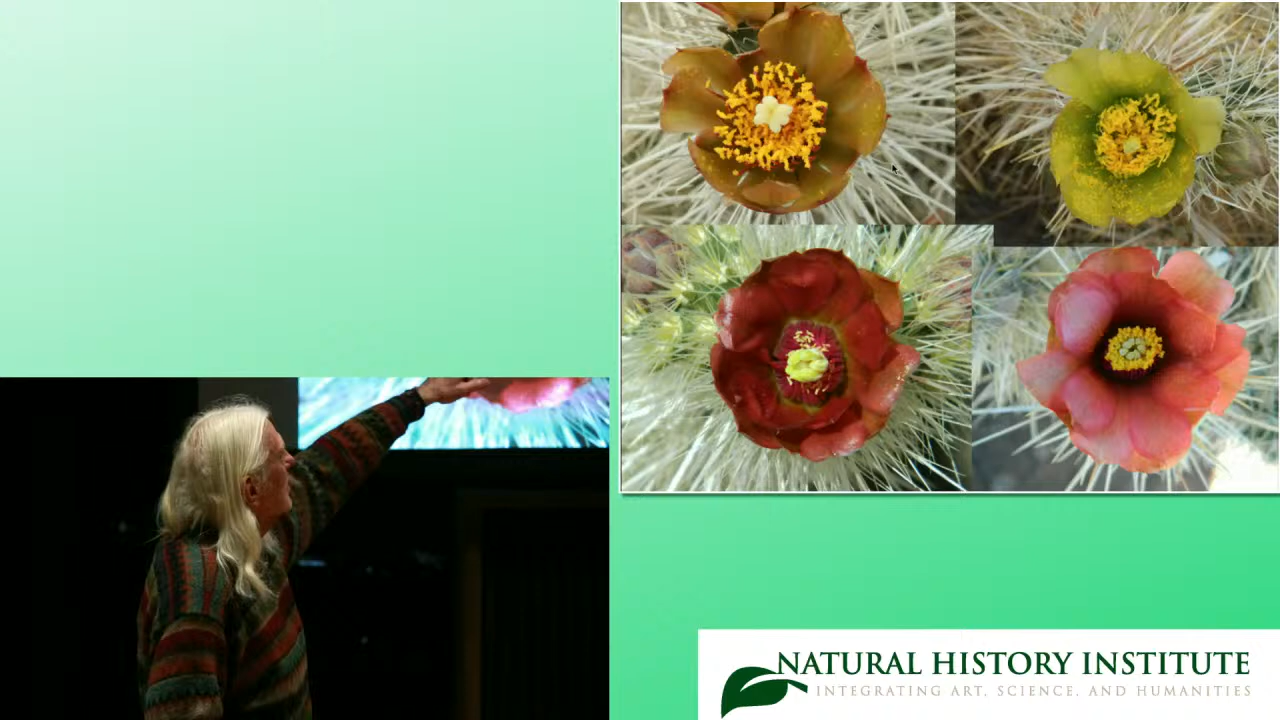 NATURAL HISTORY INSTITUTE
INTEGRATING ART, SCIENCE, AND HUMANITIES